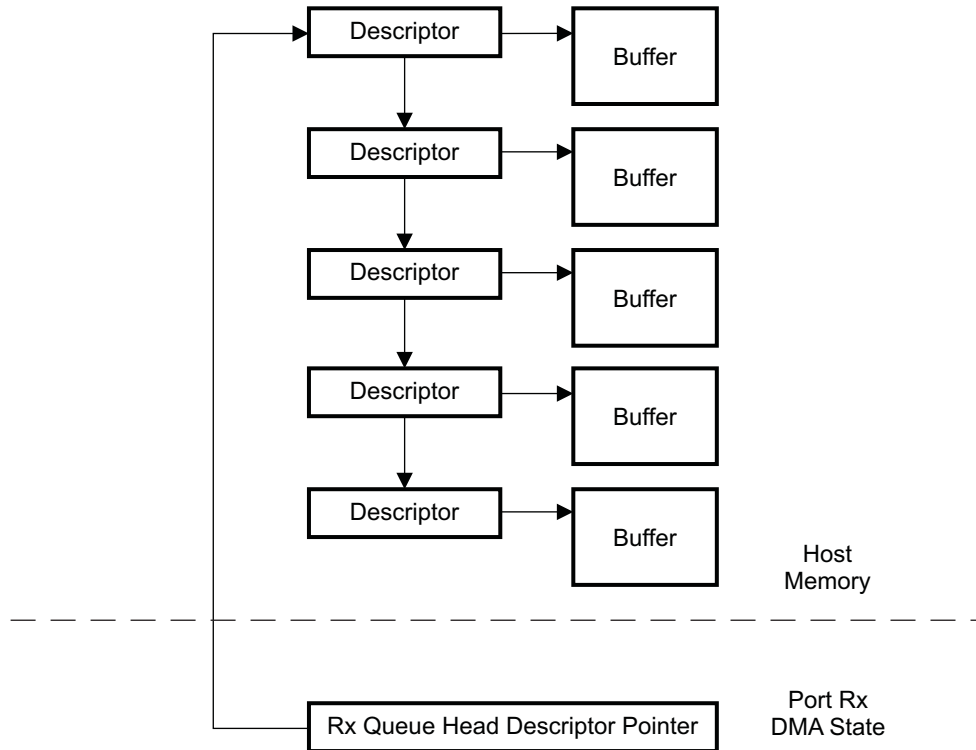 Descriptor
Buffer
Descriptor
Buffer
Descriptor
Buffer
Descriptor
Buffer
Descriptor
Buffer
Host
Memory
Port Rx
DMA State
Rx Queue Head Descriptor Pointer